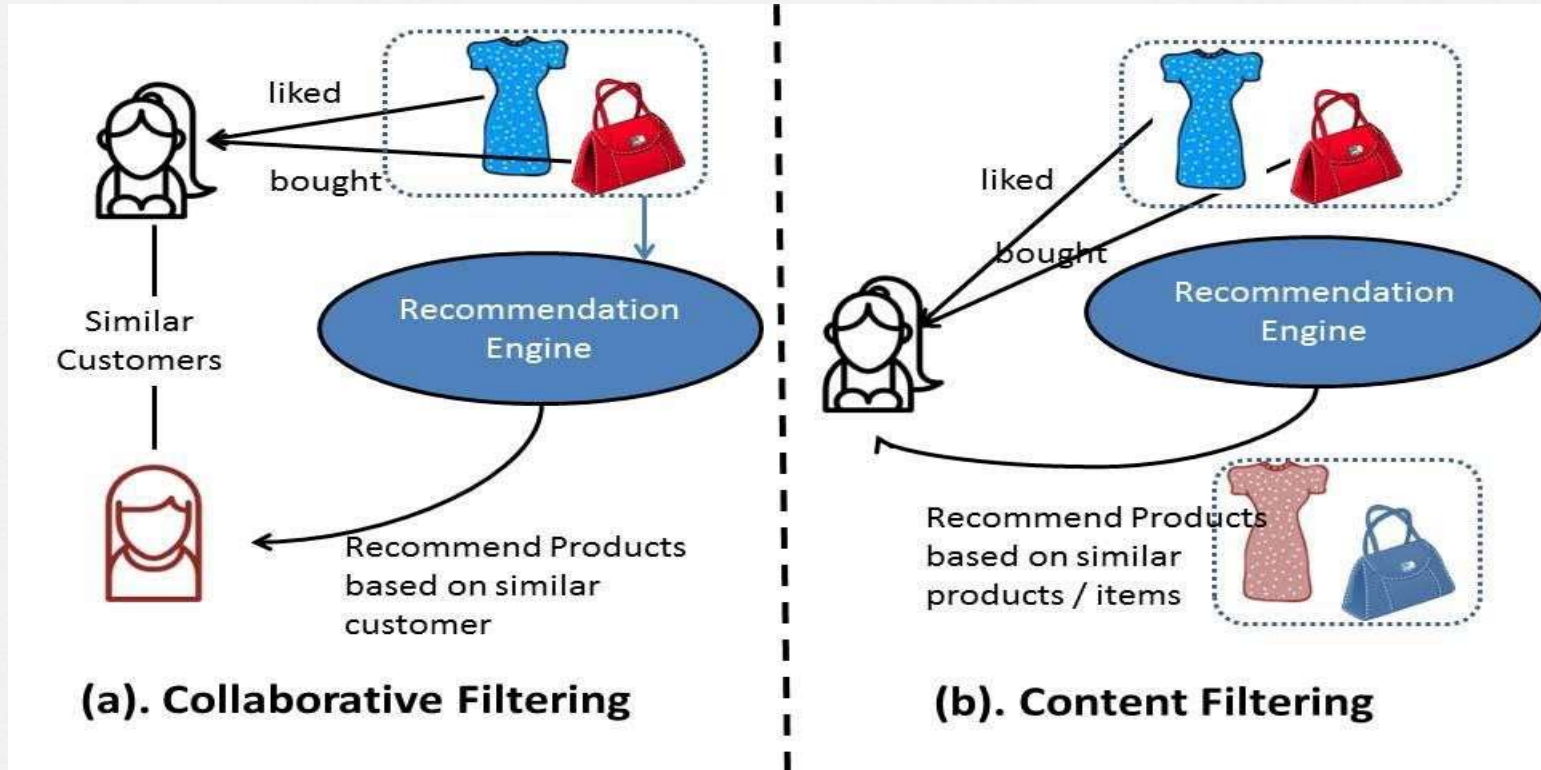 liked
bought
Similar
Customers
Recommendation
Engine
Recommend Products
based on similar
customer
(a). Collaborative Filtering
liked
bought
Recommendation
Engine
Recommend Products
based on similar
products / items
(b). Content Filtering